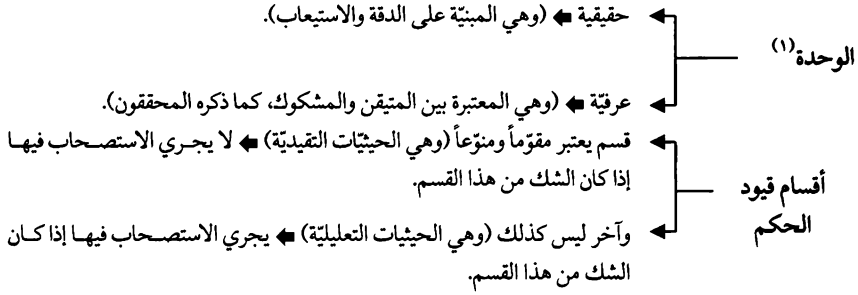 حقيقية (وهي المبنيّة على الدقة والاستيعاب).
الوحدة(١)
عرفيّة (وهي المعتبرة بين المتيقن والمشكوك، كما ذكره المحققون).
قسم يعتبر مقوّماً ومنوّعاً (وهي الحيثيّات التقيديّة) لا يجري الاستصحاب فيها
إذا كان الشك من هذا القسم.
أقسام قيود
الحكم
وآخر ليس كذلك (وهي الحيثيات التعليليّة) يجري الاستصحاب فيها إذا كان
الشك من هذا القسم.